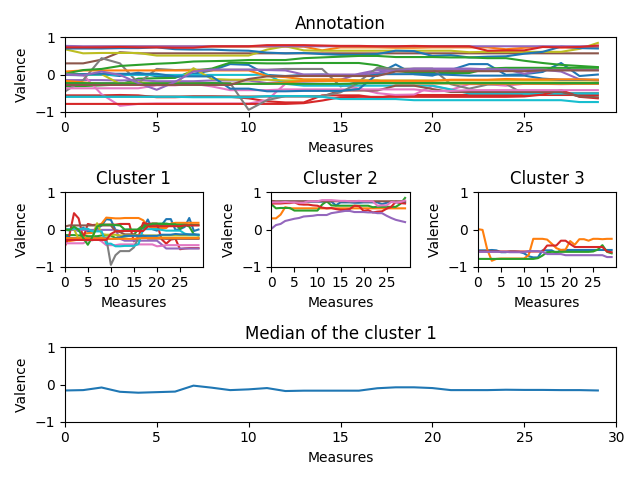 Annotation
Valence
1
0
−1
0 5 10 15 20 25
Measures
Cluster 1 Cluster 2 Cluster 3
Valence Valence Valence
1 1 1
0 0 0
−1 −1 −1
0 5 10 15 20 25 0 5 10 15 20 25 0 5 10 15 20 25
Measures Measures Measures
Median of the cluster 1
Valence
1
0
−1
0 5 10 15 20 25 30
Measures